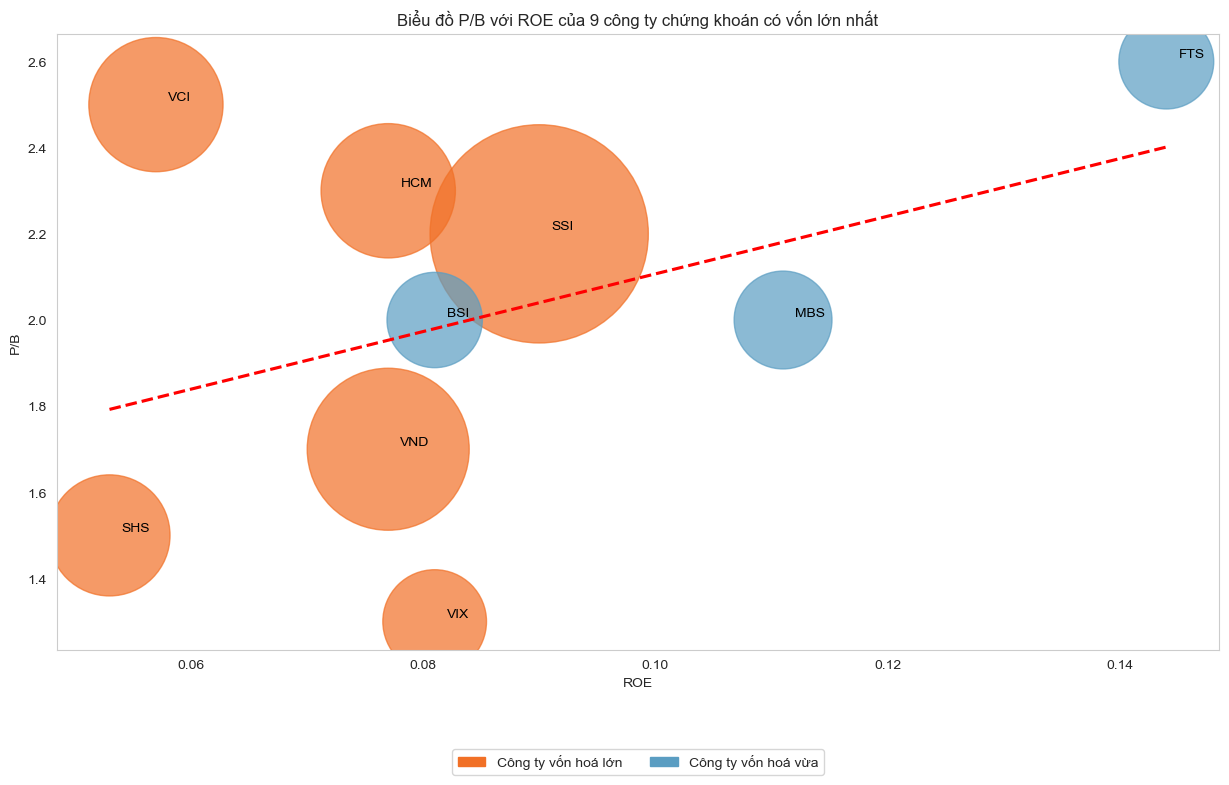 Biểu đồ P/B với ROE của 9 công ty chứng khoán có vốn lớn nhất
P/B
2.6
2.4
2.2
2.0
1.8
1.6
1.4
FTS
VCI
HCM
SSI
BSI
MBS
VND
SHS
VIX
0.06 0.08 0.10 0.12 0.14
ROE
Công ty vốn hoá lớn
Công ty vốn hoá vừa